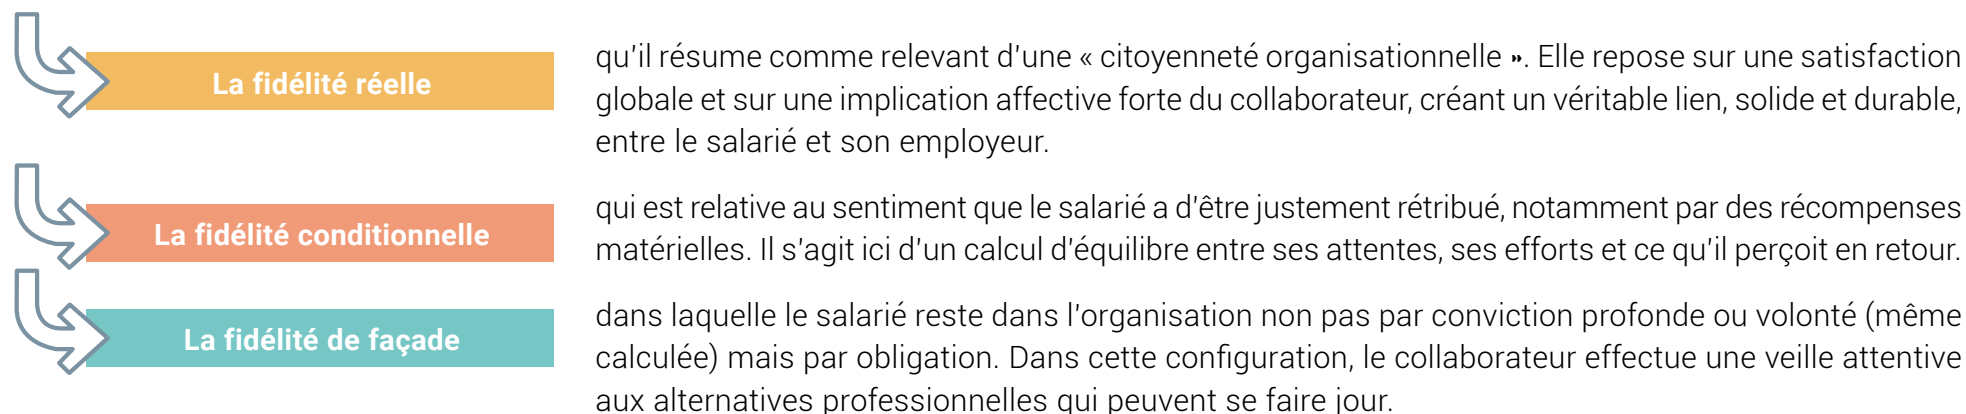 La fidélité réelle
qu'il résume comme relevant d'une « citoyenneté organisationnelle ». Elle repose sur une satisfaction
globale et sur une implication affective forte du collaborateur, créant un véritable lien, solide et durable,
entre le salarié et son employeur.
La fidélité conditionnelle
qui est relative au sentiment que le salarié a d'être justement rétribué, notamment par des récompenses
matérielles. Il s'agit ici d'un calcul d'équilibre entre ses attentes, ses efforts et ce qu'il perçoit en retour.
La fidélité de façade
dans laquelle le salarié reste dans l'organisation non pas par conviction profonde ou volonté (même
calculée) mais par obligation. Dans cette configuration, le collaborateur effectue une veille attentive
aux alternatives professionnelles qui peuvent se faire jour.